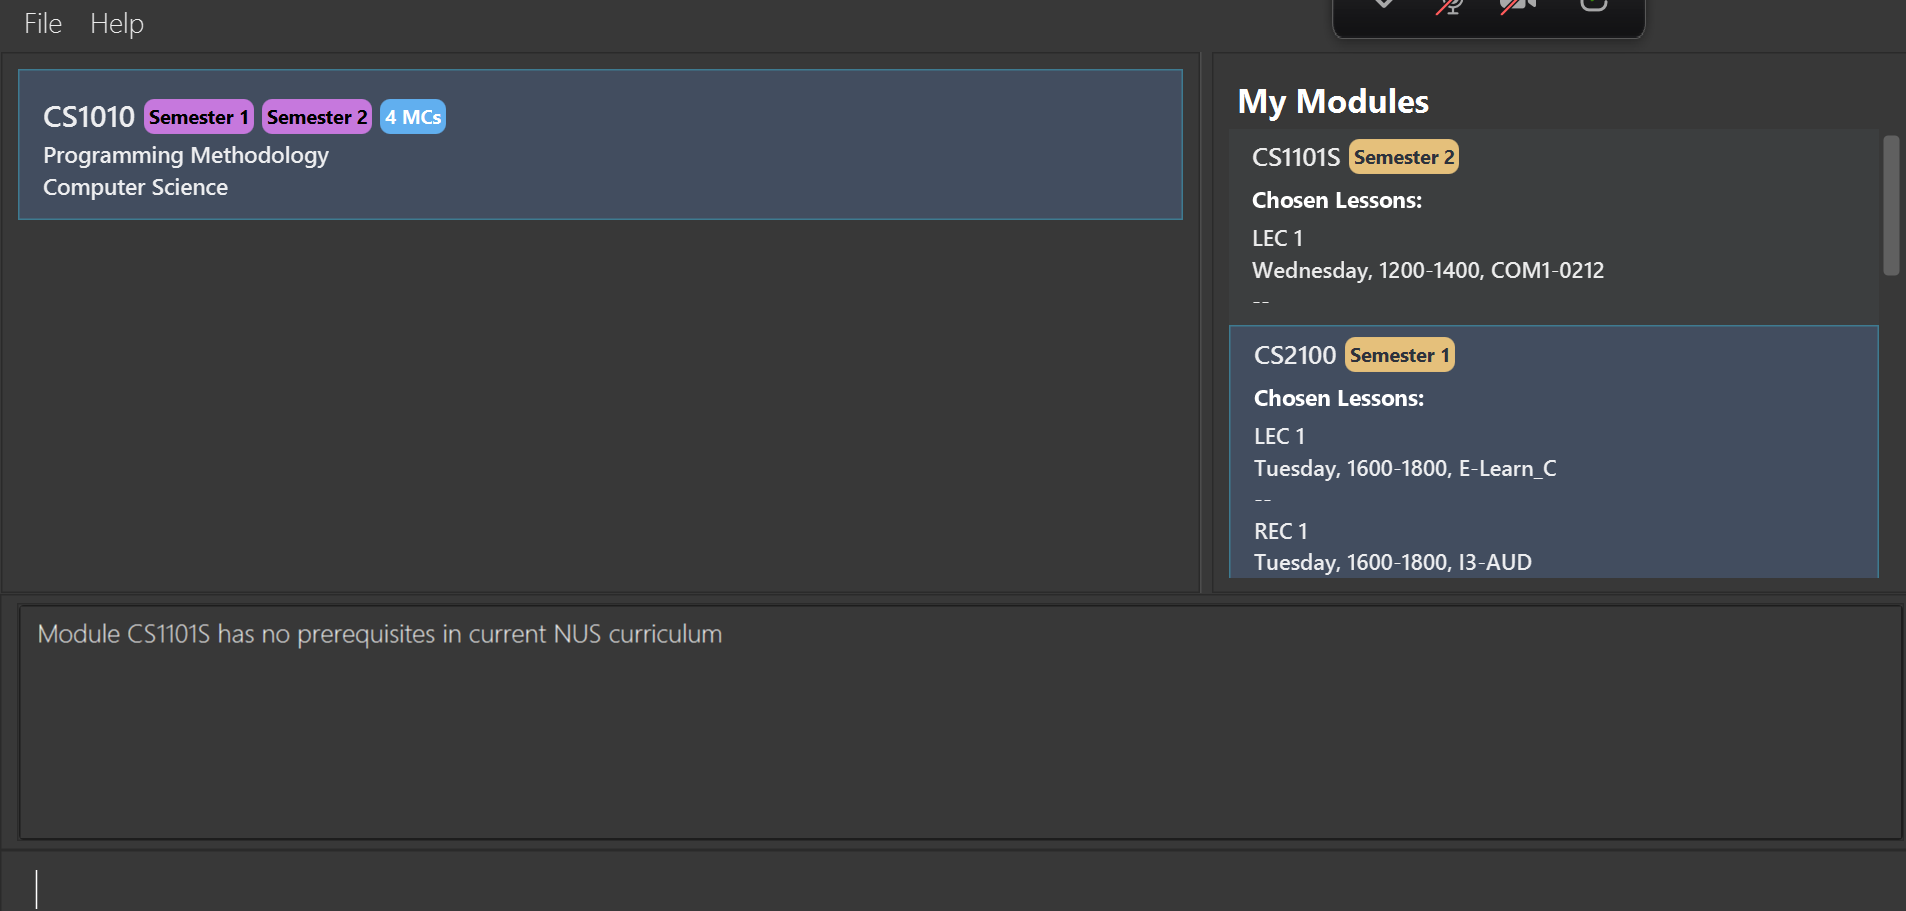 File Help
CS1010 Semester 1 Semester 2 4 MCs
Programming Methodology
Computer Science
My Modules
CS1101S Semester 2
Chosen Lessons:
LEC 1
Wednesday, 1200-1400, COM1-0212
--
CS2100 Semester 1
Chosen Lessons:
LEC 1
Tuesday, 1600-1800, E-Learn_C
--
REC 1
Tuesday, 1600-1800, I3-AUD
Module CS1101S has no prerequisites in current NUS curriculum